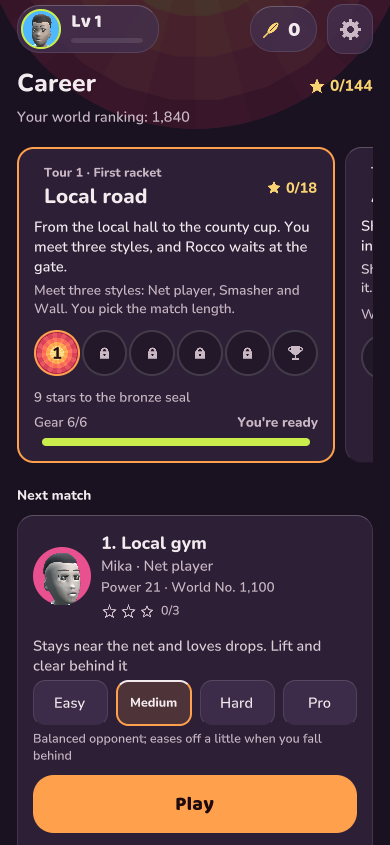 Lv 1
0
Career
0/144
Your world ranking: 1,840
Tour 1 · First racket
Local road
0/18
From the local hall to the county cup. You
meet three styles, and Rocco waits at the
gate.
Meet three styles: Net player, Smasher and
Wall. You pick the match length.
1
9 stars to the bronze seal
Gear 6/6
You're ready
Next match
1. Local gym
Mika · Net player
Power 21 · World No. 1,100
0/3
Stays near the net and loves drops. Lift and
clear behind it
Easy
Medium
Hard
Pro
Balanced opponent; eases off a little when you fall
behind
Play